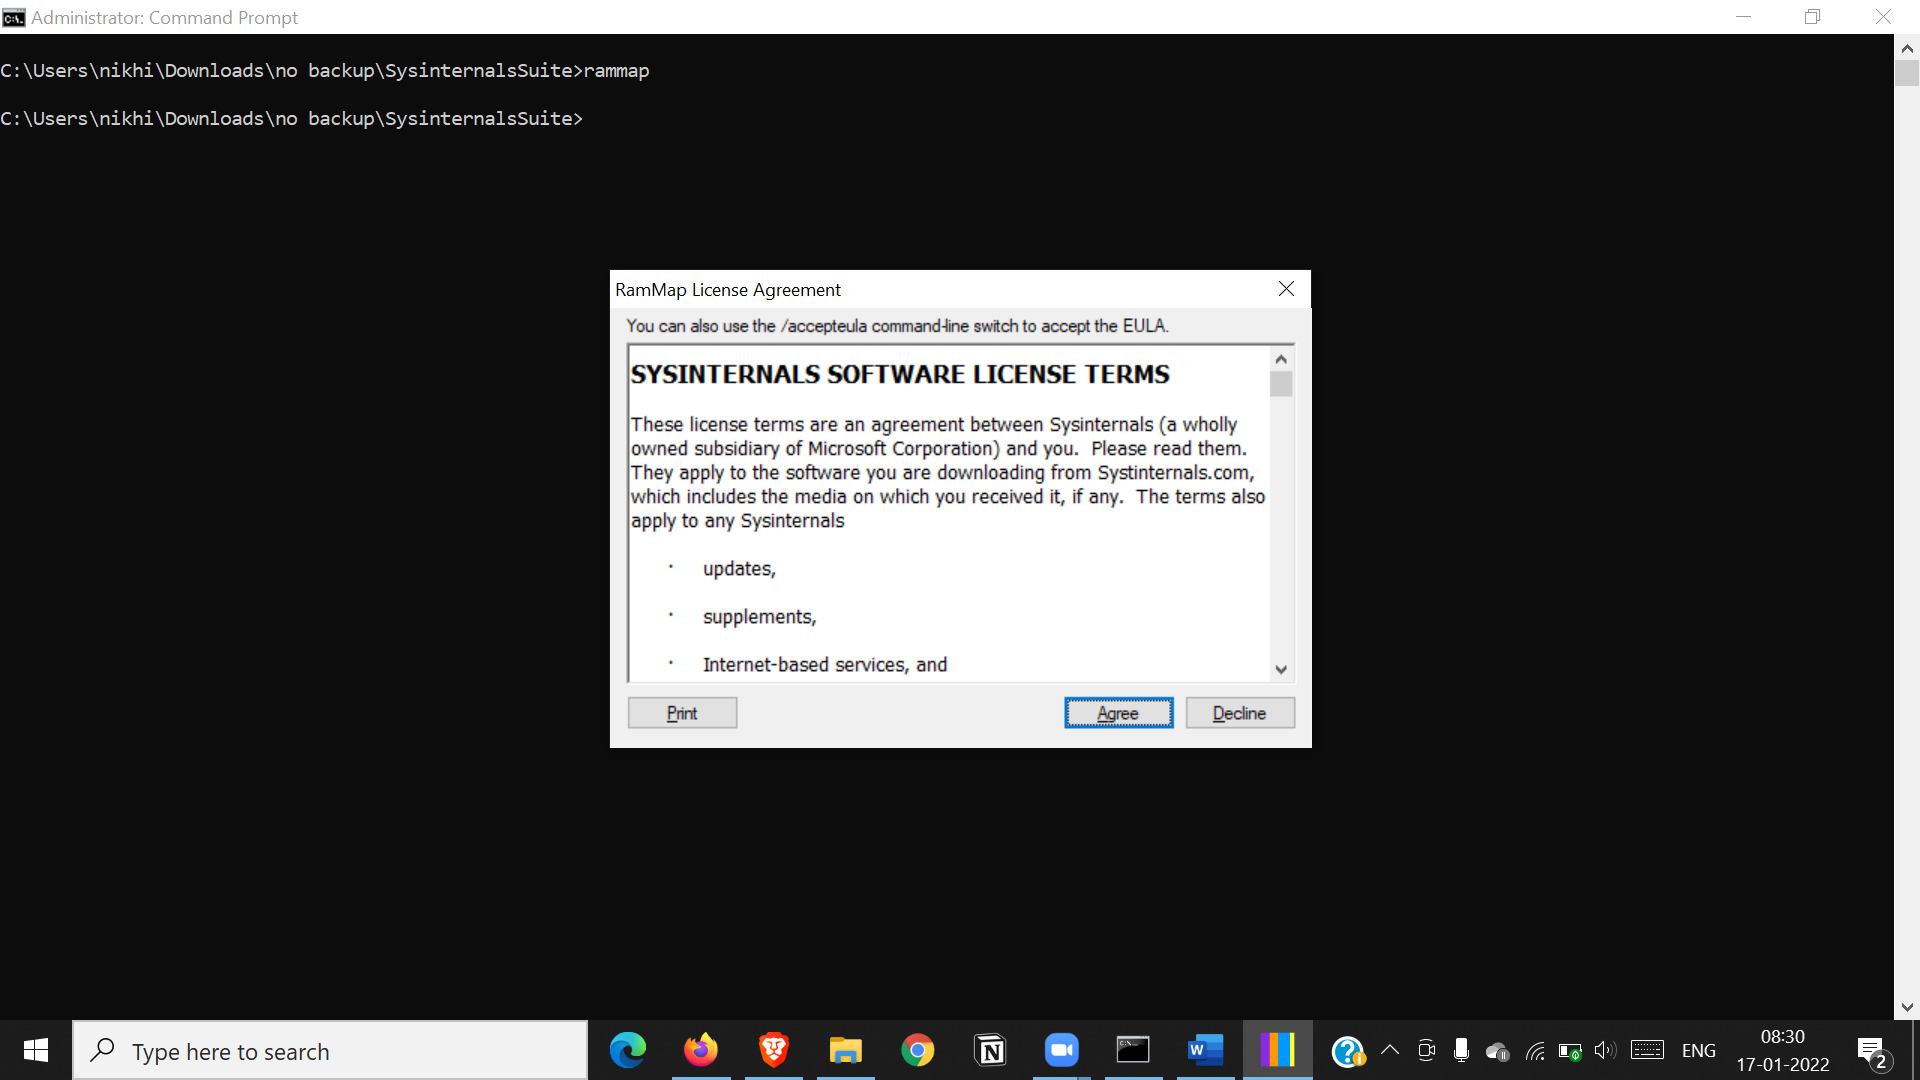 Administrator: Command Prompt
C:\Users\nikhi\Downloads\no backup\SysinternalsSuite>rammap
C:\Users\nikhi\Downloads\no backup\SysinternalsSuite>
RamMap License Agreement
You can also use the /accepteula command-line switch to accept the EULA.
SYSINTERNALS SOFTWARE LICENSE TERMS
These license terms are an agreement between Sysinternals (a wholly
owned subsidiary of Microsoft Corporation) and you.  Please read them.
They apply to the software you are downloading from Systinternals.com,
which includes the media on which you received it, if any.  The terms also
apply to any Sysinternals
· updates,
· supplements,
· Internet-based services, and
Print Agree Decline
Type here to search
ENG
08:30
17-01-2022
2